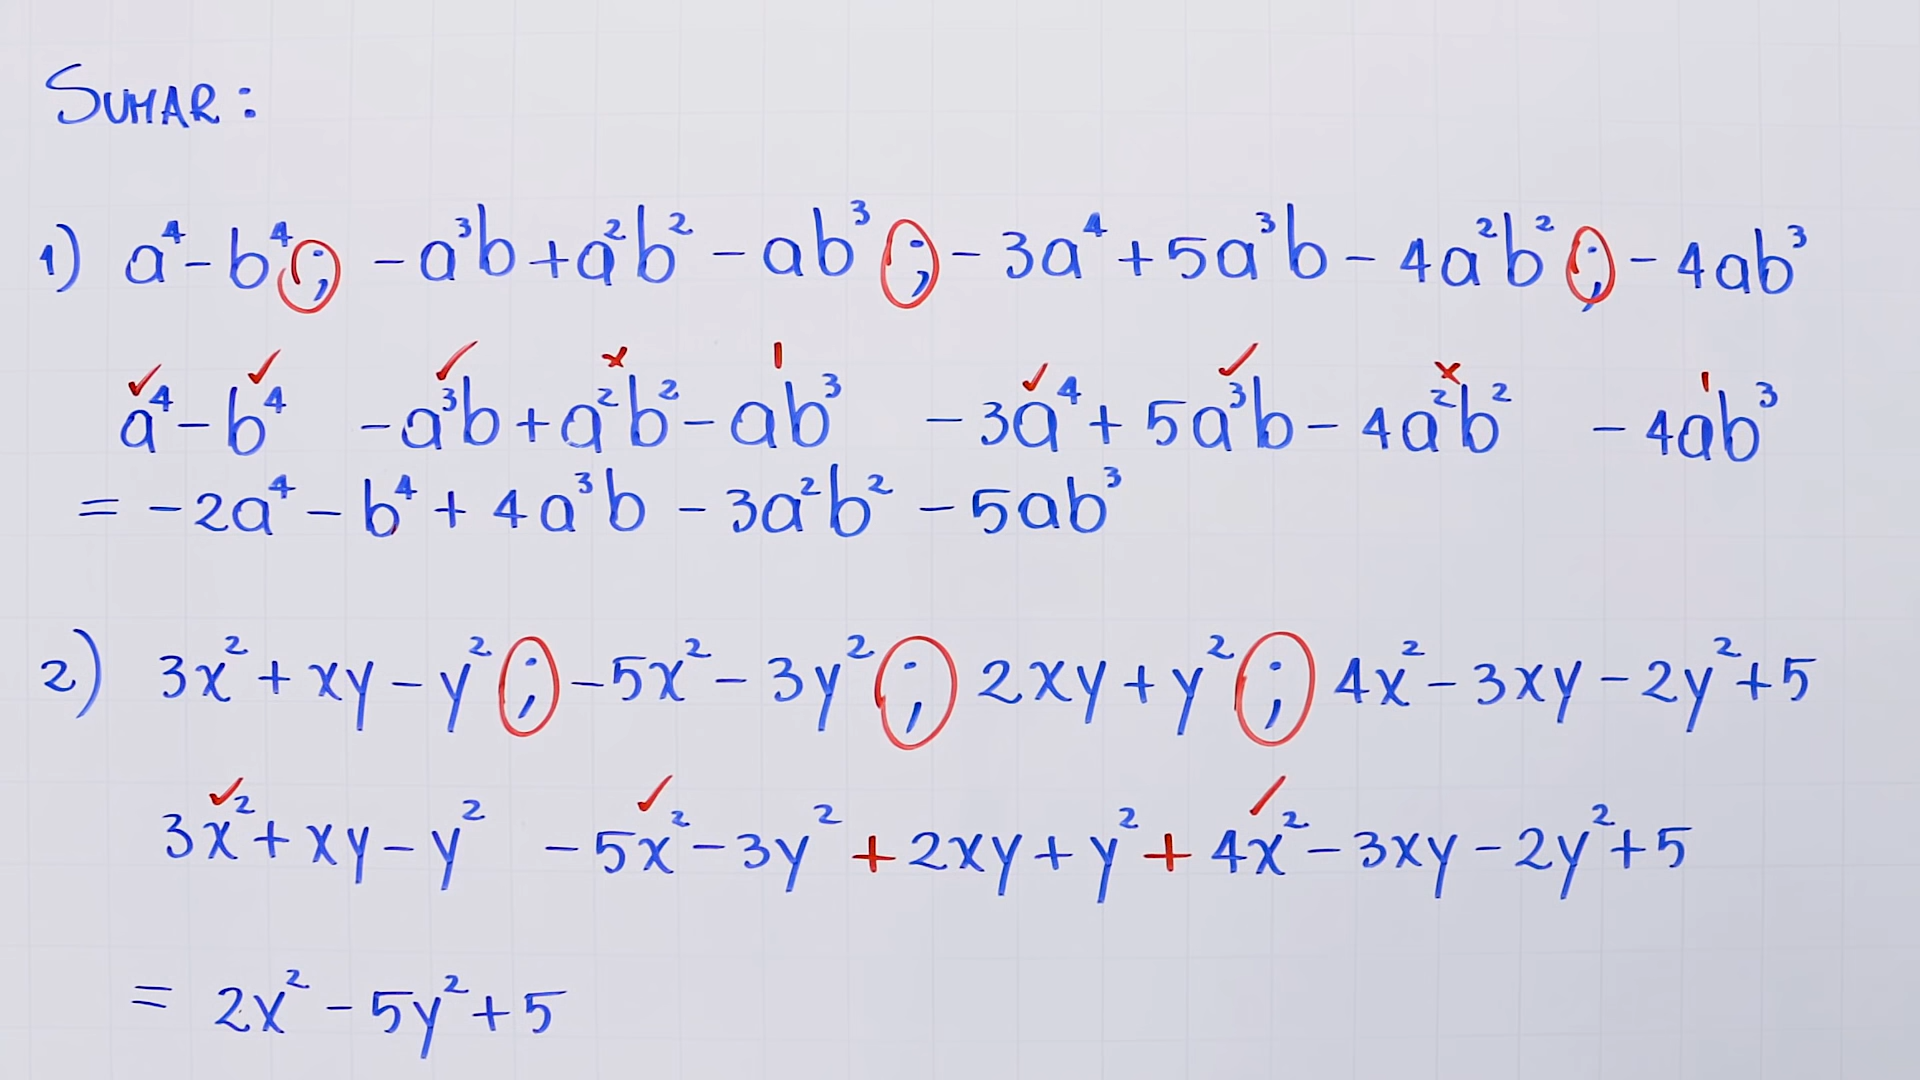 SUMAR:
1) a⁴ - b⁴ ; - a³b + a²b² - ab³ ; - 3a⁴ + 5a³b - 4a²b² ; - 4ab³
a⁴ - b⁴ - a³b + a²b² - ab³ - 3a⁴ + 5a³b - 4a²b² - 4ab³
= - 2a⁴ - b⁴ + 4a³b - 3a²b² - 5ab³
2) 3x² + xy - y² ; - 5x² - 3y² ; 2xy + y² ; 4x² - 3xy - 2y² + 5
3x² + xy - y² - 5x² - 3y² + 2xy + y² + 4x² - 3xy - 2y² + 5
= 2x² - 5y² + 5